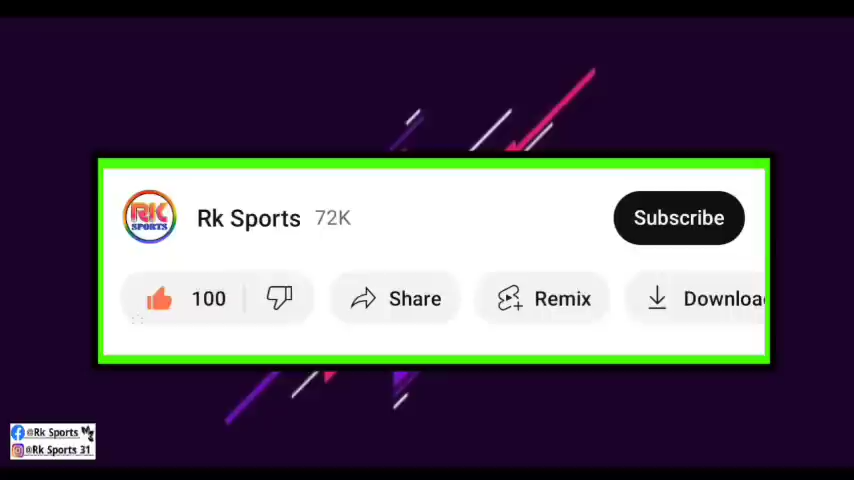 RK
SPORTS
Rk Sports 72K
Subscribe
100
Share
Remix
Downloa
@Rk Sports
@Rk Sports 31